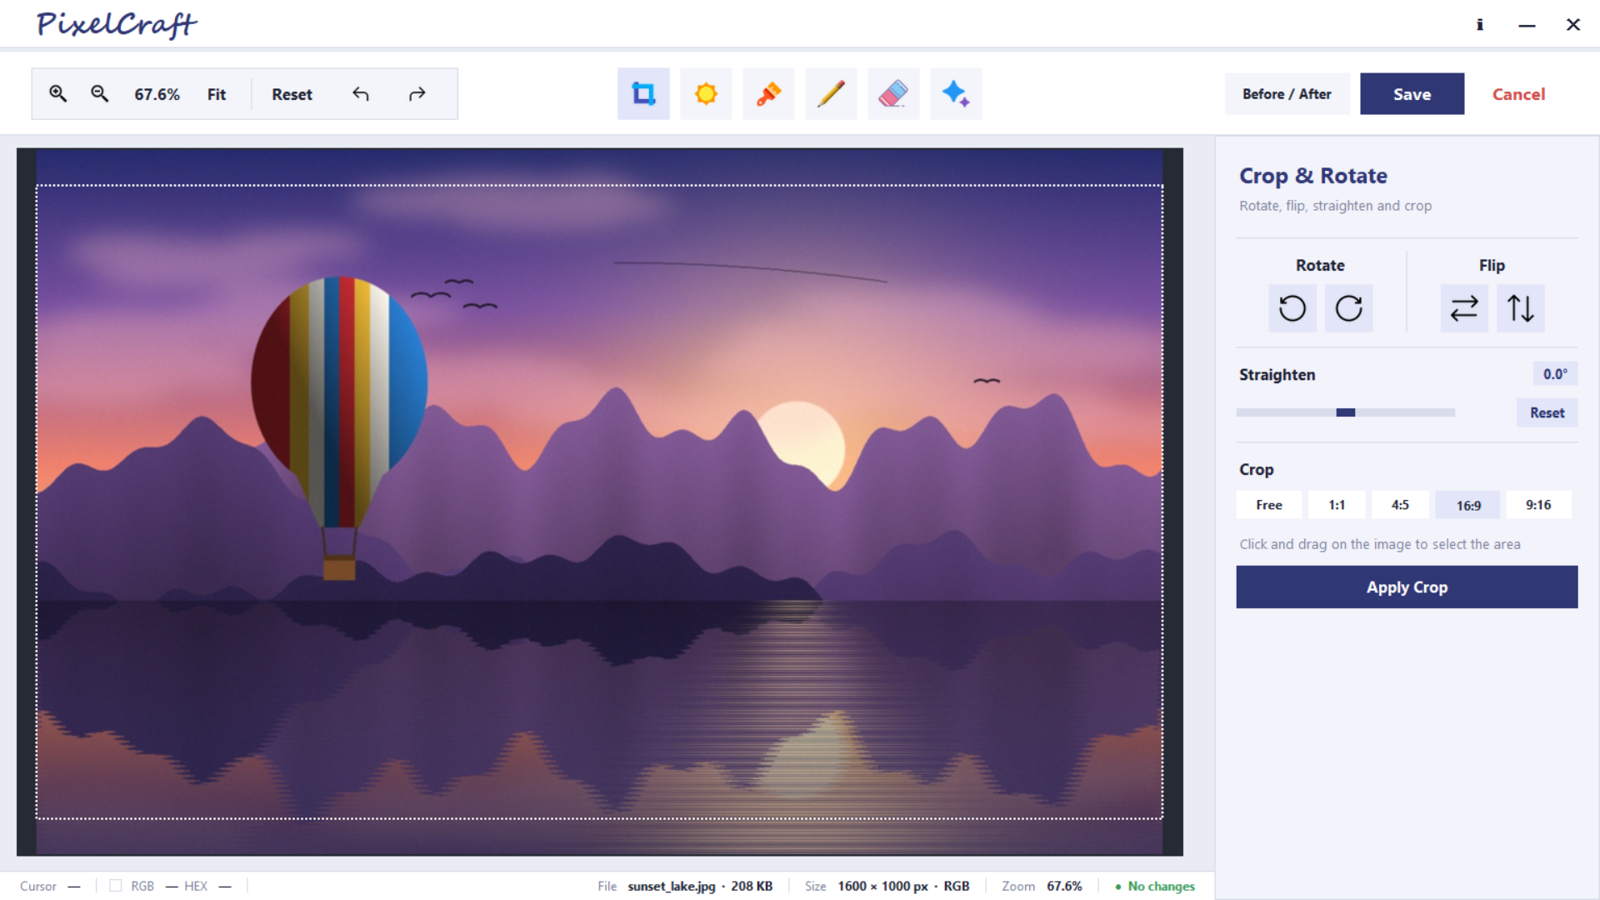 PixelCraft
i
67.6%
Fit
Reset
Before / After
Save
Cancel
Crop & Rotate
Rotate, flip, straighten and crop
Rotate
Flip
Straighten
0.0°
Reset
Crop
Free
1:1
4:5
16:9
9:16
Click and drag on the image to select the area
Apply Crop
Cursor —
RGB — HEX —
File sunset_lake.jpg · 208 KB
Size 1600 × 1000 px · RGB
Zoom 67.6%
● No changes